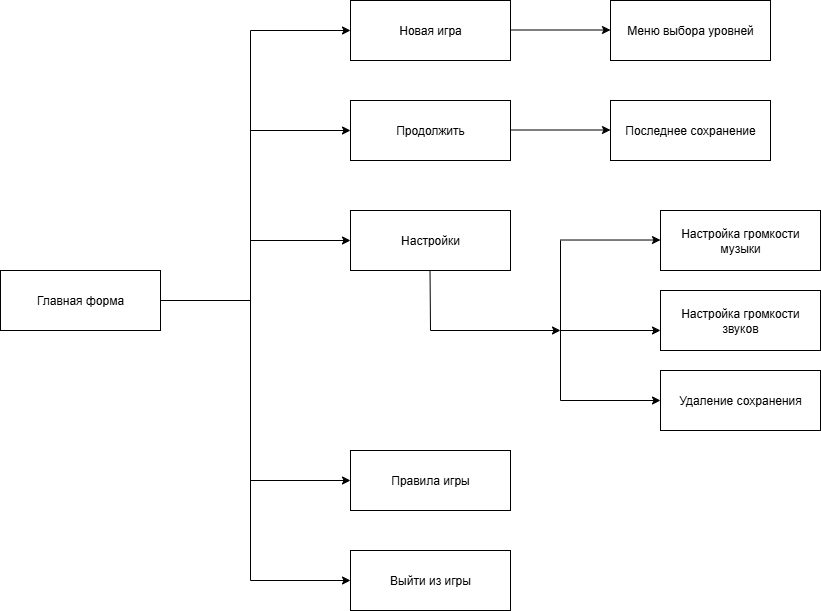 Новая игра
Меню выбора уровней
Продолжить
Последнее сохранение
Настройки
Настройка громкости
музыки
Главная форма
Настройка громкости
звуков
Удаление сохранения
Правила игры
Выйти из игры